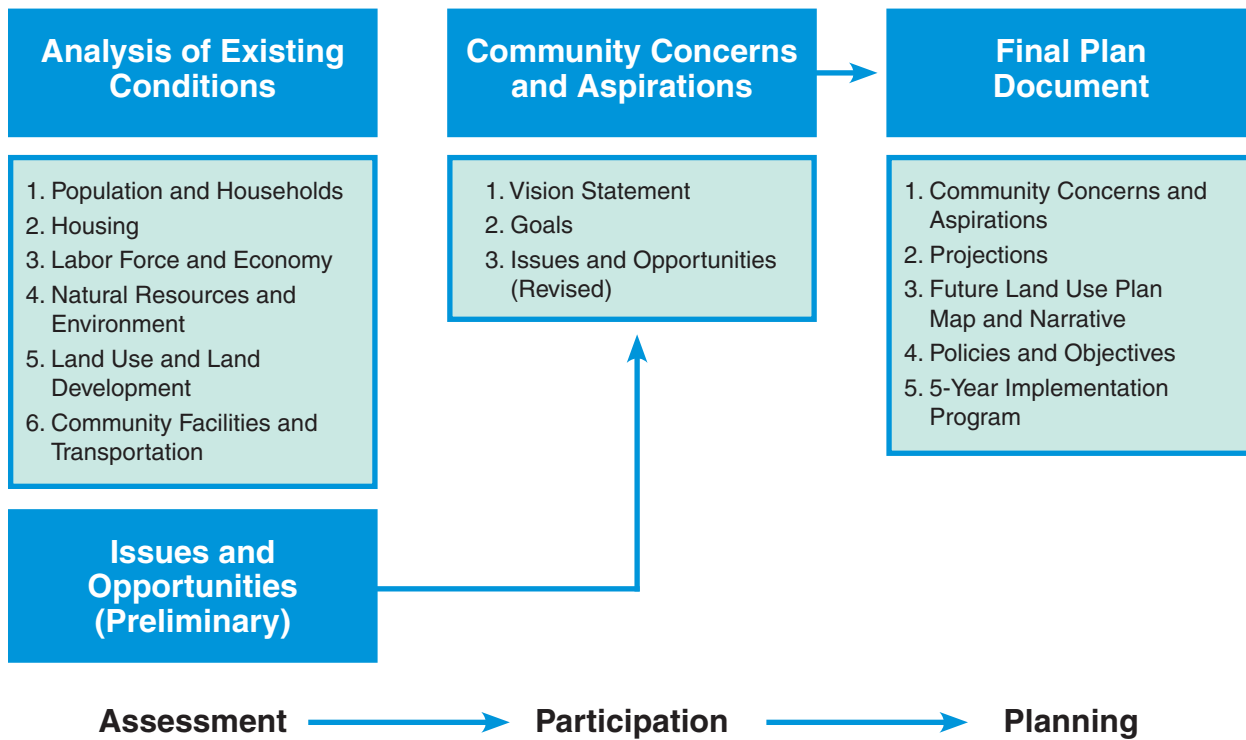 Analysis of Existing
Conditions
1. Population and Households
2. Housing
3. Labor Force and Economy
4. Natural Resources and
Environment
5. Land Use and Land
Development
6. Community Facilities and
Transportation
Issues and
Opportunities
(Preliminary)
Community Concerns
and Aspirations
1. Vision Statement
2. Goals
3. Issues and Opportunities
(Revised)
Final Plan
Document
1. Community Concerns and
Aspirations
2. Projections
3. Future Land Use Plan
Map and Narrative
4. Policies and Objectives
5. 5-Year Implementation
Program
Assessment
Participation
Planning